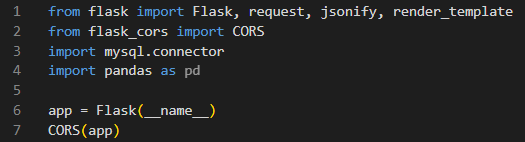 1 from flask import Flask, request, jsonify, render_template
2 from flask_cors import CORS
3 import mysql.connector
4 import pandas as pd
5
6 app = Flask(__name__)
7 CORS(app)